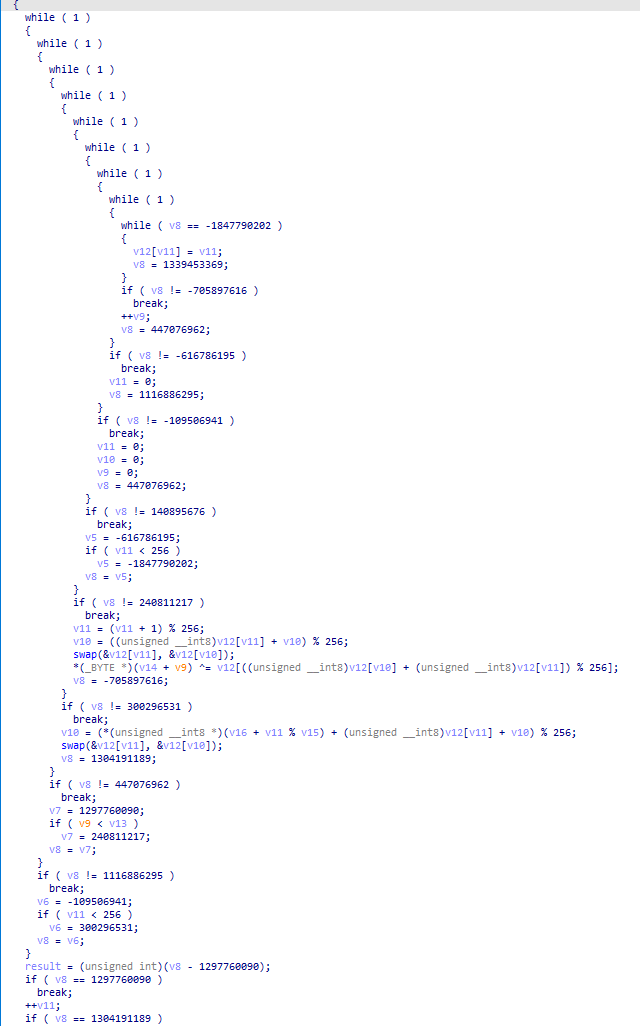 {
while ( 1 )
{
while ( 1 )
{
while ( 1 )
{
while ( 1 )
{
while ( 1 )
{
while ( 1 )
{
while ( 1 )
{
while ( 1 )
{
while ( v8 == -1847790202 )
{
v12[v11] = v11;
v8 = 1339453369;
}
if ( v8 != -705897616 )
break;
++v9;
v8 = 447076962;
}
if ( v8 != -616786195 )
break;
v11 = 0;
v8 = 1116886295;
}
if ( v8 != -109506941 )
break;
v11 = 0;
v10 = 0;
v9 = 0;
v8 = 447076962;
}
if ( v8 != 140895676 )
break;
v5 = -616786195;
if ( v11 < 256 )
v5 = -1847790202;
v8 = v5;
}
if ( v8 != 240811217 )
break;
v11 = (v11 + 1) % 256;
v10 = ((unsigned __int8)v12[v11] + v10) % 256;
swap(&v12[v11], &v12[v10]);
*(_BYTE *)(v14 + v9) ^= v12[((unsigned __int8)v12[v10] + (unsigned __int8)v12[v11]) % 256];
v8 = -705897616;
}
if ( v8 != 300296531 )
break;
v10 = (*(unsigned __int8 *)(v16 + v11 % v15) + (unsigned __int8)v12[v11] + v10) % 256;
swap(&v12[v11], &v12[v10]);
v8 = 1304191189;
}
if ( v8 != 447076962 )
break;
v7 = 1297760090;
if ( v9 < v13 )
v7 = 240811217;
v8 = v7;
}
if ( v8 != 1116886295 )
break;
v6 = -109506941;
if ( v11 < 256 )
v6 = 300296531;
v8 = v6;
}
result = (unsigned int)(v8 - 1297760090);
if ( v8 == 1297760090 )
break;
++v11;
if ( v8 == 1304191189 )